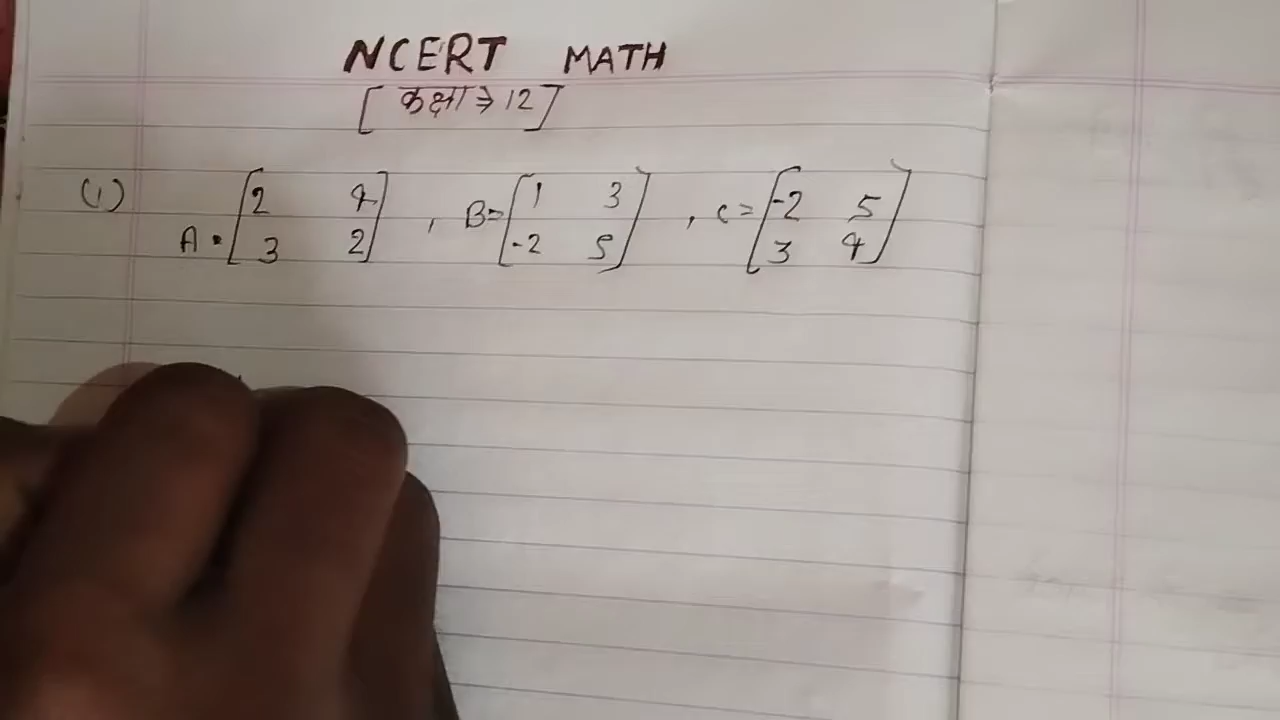 NCERT MATH
[कक्षा → 12]
(1) A = [2 4 , B = [1 3] , C = [-2 5]
3 2] -2 5] 3 4]